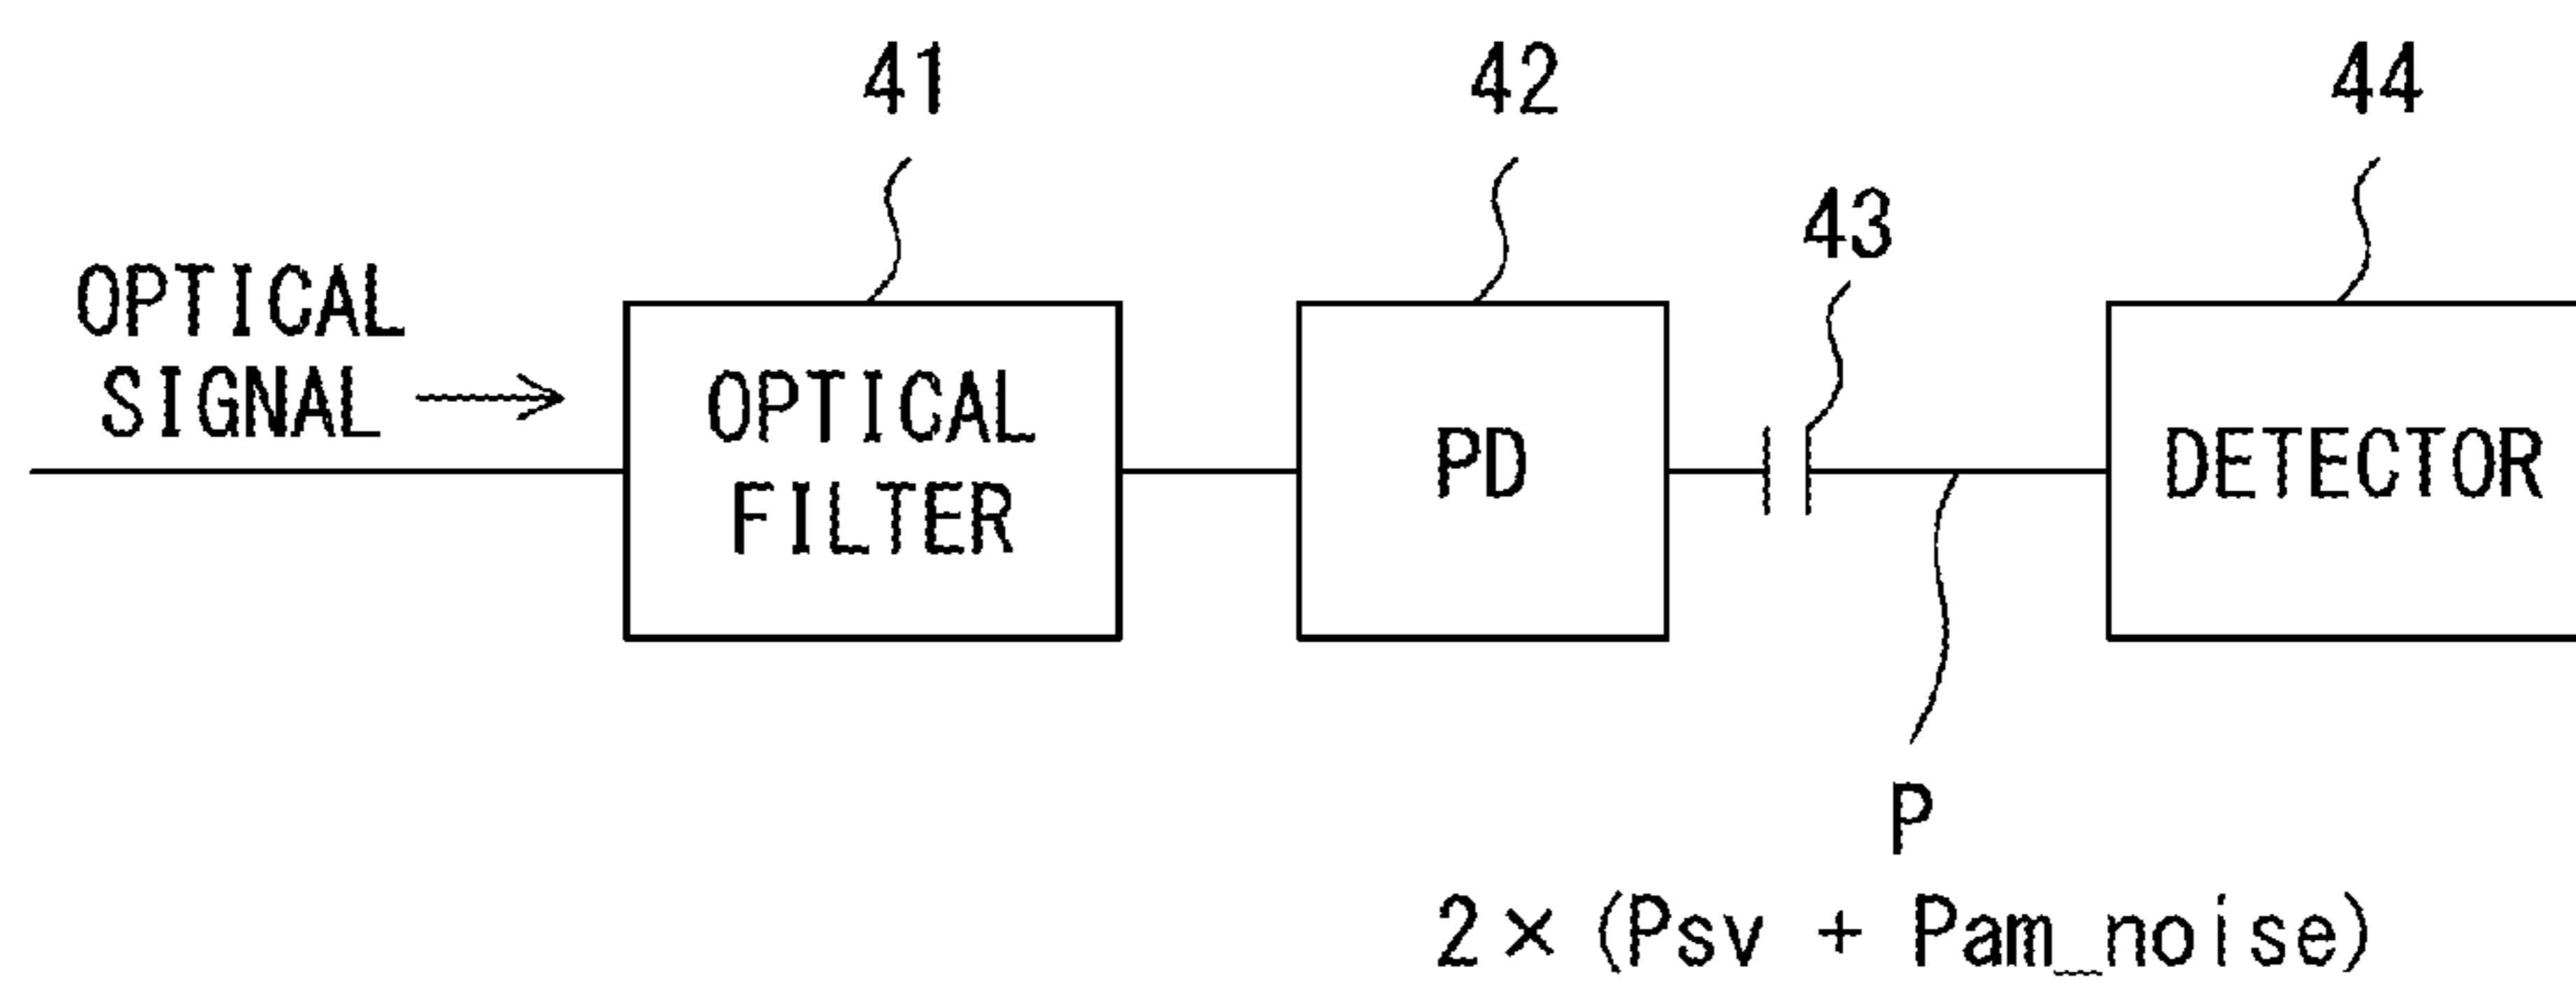 41
42
44
43
OPTICAL
SIGNAL
OPTICAL
FILTER
PD
DETECTOR
P
2×(Psv + Pam_noise)